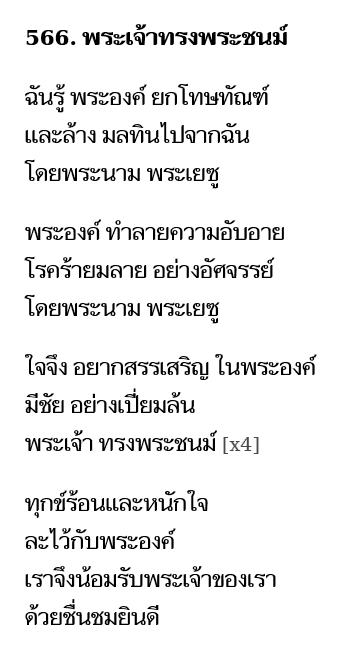 566. พระเจ้าทรงพระชนม์
ฉันรู้ พระองค์ ยกโทษทัณฑ์
และล้าง มลทินไปจากฉัน
โดยพระนาม พระเยซู
พระองค์ ทำลายความอับอาย
โรคร้ายมลาย อย่างอัศจรรย์
โดยพระนาม พระเยซู
ใจจึง อยากสรรเสริญ ในพระองค์
มีชัย อย่างเปี่ยมล้น
พระเจ้า ทรงพระชนม์ [x4]
ทุกข์ร้อนและหนักใจ
ละไว้กับพระองค์
เราจึงน้อมรับพระเจ้าของเรา
ด้วยชื่นชมยินดี